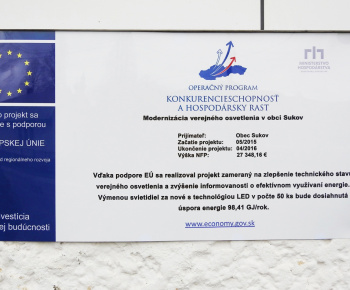 o projekt sa
e s podporou
PSKEJ ÚNIE
d regionálneho rozvoja
vestícia
ej budúcnosti
OPERAČNÝ PROGRAM
KONKURENCIESCHOPNOSŤ
A HOSPODÁRSKY RAST
MINISTERSTVO
HOSPODÁRSTVA
Modernizácia verejného osvetlenia v obci Sukov
Prijímateľ: Obec Sukov
Začatie projektu: 05/2015
Ukončenie projektu: 04/2016
Výška NFP: 27 348,16 €
Vďaka podpore EÚ sa realizoval projekt zameraný na zlepšenie technického stavu
verejného osvetlenia a zvýšenie informovanosti o efektívnom využívaní energie.
Výmenou svietidiel za nové s technológiou LED v počte 50 ks bude dosiahnutá
úspora energie 98,41 GJ/rok.
www.economy.gov.sk